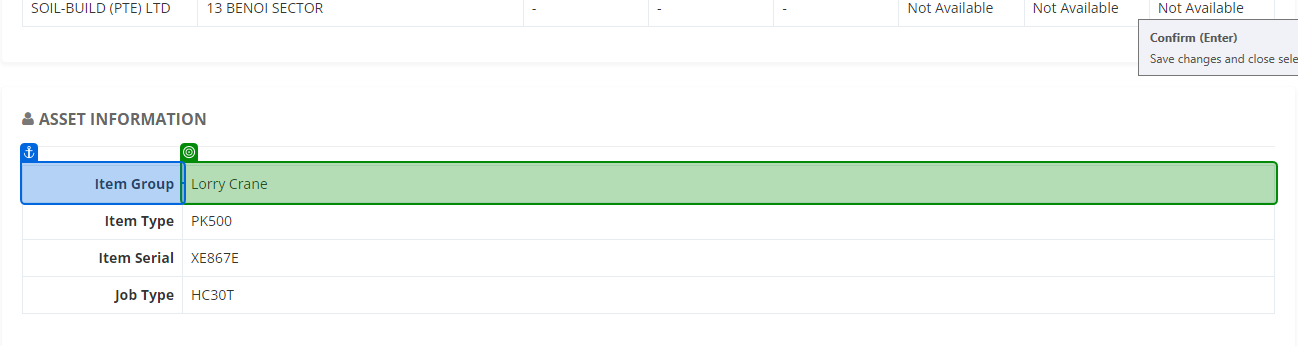 SOIL-BUILD (PTE) LTD 13 BENOI SECTOR - - - Not Available Not Available Not Available
Confirm (Enter)
Save changes and close sele
ASSET INFORMATION
Item Group Lorry Crane
Item Type PK500
Item Serial XE867E
Job Type HC30T